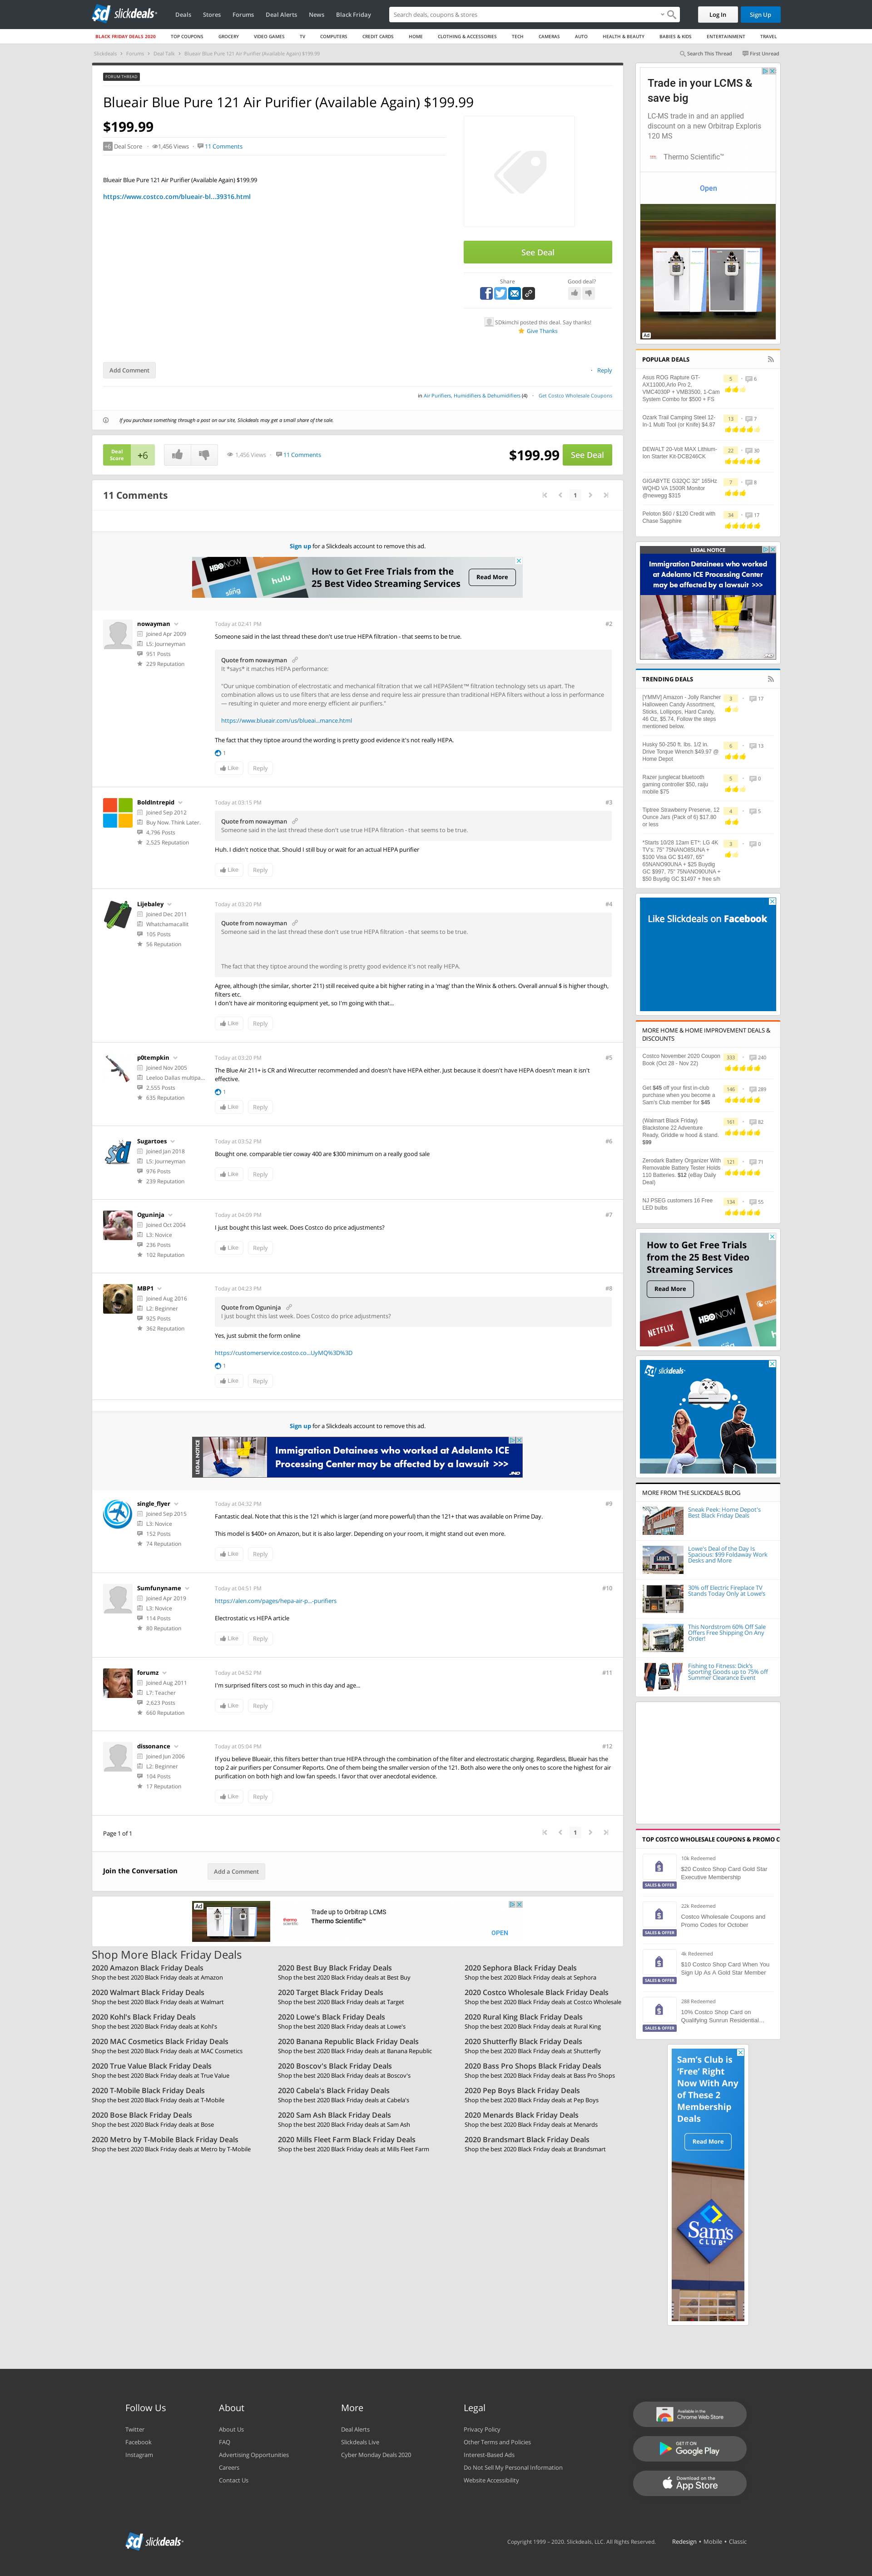 slickdeals
Deals Stores Forums Deal Alerts News Black Friday
Search deals, coupons & stores
Log In Sign Up
BLACK FRIDAY DEALS 2020 TOP COUPONS GROCERY VIDEO GAMES TV COMPUTERS CREDIT CARDS HOME CLOTHING & ACCESSORIES TECH CAMERAS AUTO HEALTH & BEAUTY BABIES & KIDS ENTERTAINMENT TRAVEL
Slickdeals Forums Deal Talk Blueair Blue Pure 121 Air Purifier (Available Again) $199.99
Search This Thread First Unread
FORUM THREAD
Blueair Blue Pure 121 Air Purifier (Available Again) $199.99
$199.99
+6 Deal Score 1,456 Views 11 Comments
Blueair Blue Pure 121 Air Purifier (Available Again) $199.99
https://www.costco.com/blueair-bl...39316.html
See Deal
Share
Good deal?
SDkimchi posted this deal. Say thanks!
Give Thanks
Add Comment
Reply
in Air Purifiers, Humidifiers & Dehumidifiers (4) Get Costco Wholesale Coupons
If you purchase something through a post on our site, Slickdeals may get a small share of the sale.
Deal Score +6
1,456 Views 11 Comments
$199.99 See Deal
11 Comments
1
Sign up for a Slickdeals account to remove this ad.
HBO NOW
sling
hulu
How to Get Free Trials from the
25 Best Video Streaming Services
Read More
nowayman
Joined Apr 2009
L5: Journeyman
951 Posts
229 Reputation
Today at 02:41 PM #2
Someone said in the last thread these don't use true HEPA filtration - that seems to be true.
Quote from nowayman
It *says* it matches HEPA performance:
"Our unique combination of electrostatic and mechanical filtration that we call HEPASilent™ filtration technology sets us apart. The
combination allows us to use filters that are less dense and require less air pressure than traditional HEPA filters without a loss in performance
— resulting in quieter and more energy efficient air purifiers."
https://www.blueair.com/us/blueai...mance.html
The fact that they tiptoe around the wording is pretty good evidence it's not really HEPA.
1
Like Reply
BoldIntrepid
Joined Sep 2012
Buy Now. Think Later.
4,796 Posts
2,525 Reputation
Today at 03:15 PM #3
Quote from nowayman
Someone said in the last thread these don't use true HEPA filtration - that seems to be true.
Huh. I didn't notice that. Should I still buy or wait for an actual HEPA purifier
Like Reply
Lijebaley
Joined Dec 2011
Whatchamacallit
105 Posts
56 Reputation
Today at 03:20 PM #4
Quote from nowayman
Someone said in the last thread these don't use true HEPA filtration - that seems to be true.
The fact that they tiptoe around the wording is pretty good evidence it's not really HEPA.
Agree, although (the similar, shorter 211) still received quite a bit higher rating in a 'mag' than the Winix & others. Overall annual $ is higher though,
filters etc.
I don't have air monitoring equipment yet, so I'm going with that...
Like Reply
p0tempkin
Joined Nov 2005
Leeloo Dallas multipa...
2,555 Posts
635 Reputation
Today at 03:20 PM #5
The Blue Air 211+ is CR and Wirecutter recommended and doesn't have HEPA either. Just because it doesn't have HEPA doesn't mean it isn't
effective.
1
Like Reply
Sugartoes
Joined Jan 2018
L5: Journeyman
976 Posts
239 Reputation
Today at 03:52 PM #6
Bought one. comparable tier coway 400 are $300 minimum on a really good sale
Like Reply
Oguninja
Joined Oct 2004
L3: Novice
236 Posts
102 Reputation
Today at 04:09 PM #7
I just bought this last week. Does Costco do price adjustments?
Like Reply
MBP1
Joined Aug 2016
L2: Beginner
925 Posts
362 Reputation
Today at 04:23 PM #8
Quote from Oguninja
I just bought this last week. Does Costco do price adjustments?
Yes, just submit the form online
https://customerservice.costco.co...UyMQ%3D%3D
1
Like Reply
Sign up for a Slickdeals account to remove this ad.
LEGAL NOTICE
Immigration Detainees who worked at Adelanto ICE
Processing Center may be affected by a lawsuit >>>
JND
single_flyer
Joined Sep 2015
L3: Novice
152 Posts
74 Reputation
Today at 04:32 PM #9
Fantastic deal. Note that this is the 121 which is larger (and more powerful) than the 121+ that was available on Prime Day.
This model is $400+ on Amazon, but it is also larger. Depending on your room, it might stand out even more.
Like Reply
Sumfunyname
Joined Apr 2019
L3: Novice
114 Posts
80 Reputation
Today at 04:51 PM #10
https://alen.com/pages/hepa-air-p...-purifiers
Electrostatic vs HEPA article
Like Reply
forumz
Joined Aug 2011
L7: Teacher
2,623 Posts
660 Reputation
Today at 04:52 PM #11
I'm surprised filters cost so much in this day and age...
Like Reply
dissonance
Joined Jun 2006
L2: Beginner
104 Posts
17 Reputation
Today at 05:04 PM #12
If you believe Blueair, this filters better than true HEPA through the combination of the filter and electrostatic charging. Regardless, Blueair has the
top 2 air purifiers per Consumer Reports. One of them being the smaller version of the 121. Both also were the only ones to score the highest for air
purification on both high and low fan speeds. I favor that over anecdotal evidence.
Like Reply
Page 1 of 1
1
Join the Conversation Add a Comment
Ad
Trade up to Orbitrap LCMS
Thermo Scientific™
OPEN
Shop More Black Friday Deals
2020 Amazon Black Friday Deals
Shop the best 2020 Black Friday deals at Amazon
2020 Best Buy Black Friday Deals
Shop the best 2020 Black Friday deals at Best Buy
2020 Sephora Black Friday Deals
Shop the best 2020 Black Friday deals at Sephora
2020 Walmart Black Friday Deals
Shop the best 2020 Black Friday deals at Walmart
2020 Target Black Friday Deals
Shop the best 2020 Black Friday deals at Target
2020 Costco Wholesale Black Friday Deals
Shop the best 2020 Black Friday deals at Costco Wholesale
2020 Kohl's Black Friday Deals
Shop the best 2020 Black Friday deals at Kohl's
2020 Lowe's Black Friday Deals
Shop the best 2020 Black Friday deals at Lowe's
2020 Rural King Black Friday Deals
Shop the best 2020 Black Friday deals at Rural King
2020 MAC Cosmetics Black Friday Deals
Shop the best 2020 Black Friday deals at MAC Cosmetics
2020 Banana Republic Black Friday Deals
Shop the best 2020 Black Friday deals at Banana Republic
2020 Shutterfly Black Friday Deals
Shop the best 2020 Black Friday deals at Shutterfly
2020 True Value Black Friday Deals
Shop the best 2020 Black Friday deals at True Value
2020 Boscov's Black Friday Deals
Shop the best 2020 Black Friday deals at Boscov's
2020 Bass Pro Shops Black Friday Deals
Shop the best 2020 Black Friday deals at Bass Pro Shops
2020 T-Mobile Black Friday Deals
Shop the best 2020 Black Friday deals at T-Mobile
2020 Cabela's Black Friday Deals
Shop the best 2020 Black Friday deals at Cabela's
2020 Pep Boys Black Friday Deals
Shop the best 2020 Black Friday deals at Pep Boys
2020 Bose Black Friday Deals
Shop the best 2020 Black Friday deals at Bose
2020 Sam Ash Black Friday Deals
Shop the best 2020 Black Friday deals at Sam Ash
2020 Menards Black Friday Deals
Shop the best 2020 Black Friday deals at Menards
2020 Metro by T-Mobile Black Friday Deals
Shop the best 2020 Black Friday deals at Metro by T-Mobile
2020 Mills Fleet Farm Black Friday Deals
Shop the best 2020 Black Friday deals at Mills Fleet Farm
2020 Brandsmart Black Friday Deals
Shop the best 2020 Black Friday deals at Brandsmart
Trade in your LCMS &
save big
LC-MS trade in and an applied
discount on a new Orbitrap Exploris
120 MS
Thermo Scientific™
Open
Ad
POPULAR DEALS
Asus ROG Rapture GT-
AX11000,Arlo Pro 2,
VMC4030P + VMB3500, 1-Cam
System Combo for $500 + FS
5 6
Ozark Trail Camping Steel 12-
in-1 Multi Tool (or Knife) $4.87
13 7
DEWALT 20-Volt MAX Lithium-
Ion Starter Kit-DCB246CK
22 30
GIGABYTE G32QC 32" 165Hz
WQHD VA 1500R Monitor
@newegg $315
7 8
Peloton $60 / $120 Credit with
Chase Sapphire
34 17
LEGAL NOTICE
Immigration Detainees who worked
at Adelanto ICE Processing Center
may be affected by a lawsuit >>>
JND
TRENDING DEALS
[YMMV] Amazon - Jolly Rancher
Halloween Candy Assortment,
Sticks, Lollipops, Hard Candy,
46 Oz, $5.74, Follow the steps
mentioned below.
3 17
Husky 50-250 ft. lbs. 1/2 in.
Drive Torque Wrench $49.97 @
Home Depot
6 13
Razer junglecat bluetooth
gaming controller $50, raiju
mobile $75
5 0
Tiptree Strawberry Preserve, 12
Ounce Jars (Pack of 6) $17.80
or less
4 5
*Starts 10/28 12am ET*: LG 4K
TV's: 75" 75NANO85UNA +
$100 Visa GC $1497, 65"
65NANO90UNA + $25 Buydig
GC $997, 75" 75NANO90UNA +
$50 Buydig GC $1497 + free s/h
3 0
Like Slickdeals on Facebook
MORE HOME & HOME IMPROVEMENT DEALS &
DISCOUNTS
Costco November 2020 Coupon
Book (Oct 28 - Nov 22)
333 240
Get $45 off your first in-club
purchase when you become a
Sam's Club member for $45
146 289
(Walmart Black Friday)
Blackstone 22 Adventure
Ready, Griddle w hood & stand.
$99
161 82
Zerodark Battery Organizer With
Removable Battery Tester Holds
110 Batteries. $12 (eBay Daily
Deal)
121 71
NJ PSEG customers 16 Free
LED bulbs
134 55
How to Get Free Trials
from the 25 Best Video
Streaming Services
Read More
NETFLIX
HBO NOW
slickdeals
MORE FROM THE SLICKDEALS BLOG
Sneak Peek: Home Depot's
Best Black Friday Deals
Lowe's Deal of the Day Is
Spacious: $99 Foldaway Work
Desks and More
30% off Electric Fireplace TV
Stands Today Only at Lowe's
This Nordstrom 60% Off Sale
Offers Free Shipping On Any
Order!
Fishing to Fitness: Dick's
Sporting Goods up to 75% off
Summer Clearance Event
TOP COSTCO WHOLESALE COUPONS & PROMO C
10k Redeemed
$20 Costco Shop Card Gold Star
Executive Membership
SALES & OFFER
22k Redeemed
Costco Wholesale Coupons and
Promo Codes for October
SALES & OFFER
4k Redeemed
$10 Costco Shop Card When You
Sign Up As A Gold Star Member
SALES & OFFER
288 Redeemed
10% Costco Shop Card on
Qualifying Sunrun Residential...
SALES & OFFER
Sam's Club is
'Free' Right
Now With Any
of These 2
Membership
Deals
Read More
Sam's
CLUB
Follow Us
Twitter
Facebook
Instagram
About
About Us
FAQ
Advertising Opportunities
Careers
Contact Us
More
Deal Alerts
Slickdeals Live
Cyber Monday Deals 2020
Legal
Privacy Policy
Other Terms and Policies
Interest-Based Ads
Do Not Sell My Personal Information
Website Accessibility
Available in the
Chrome Web Store
GET IT ON
Google Play
Download on the
App Store
slickdeals
Copyright 1999 - 2020. Slickdeals, LLC. All Rights Reserved. Redesign • Mobile • Classic